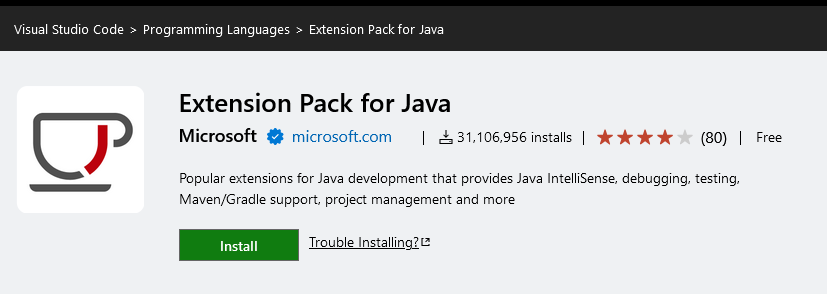 Visual Studio Code > Programming Languages > Extension Pack for Java
Extension Pack for Java
Microsoft microsoft.com | 31,106,956 installs | (80) | Free
Popular extensions for Java development that provides Java IntelliSense, debugging, testing,
Maven/Gradle support, project management and more
Install Trouble Installing?